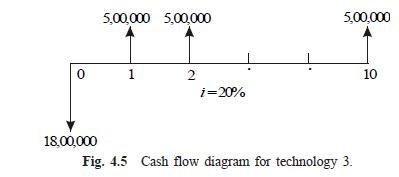 5,00,000 5,00,000 5,00,000
0 1 2 10
i=20%
18,00,000
Fig. 4.5 Cash flow diagram for technology 3.